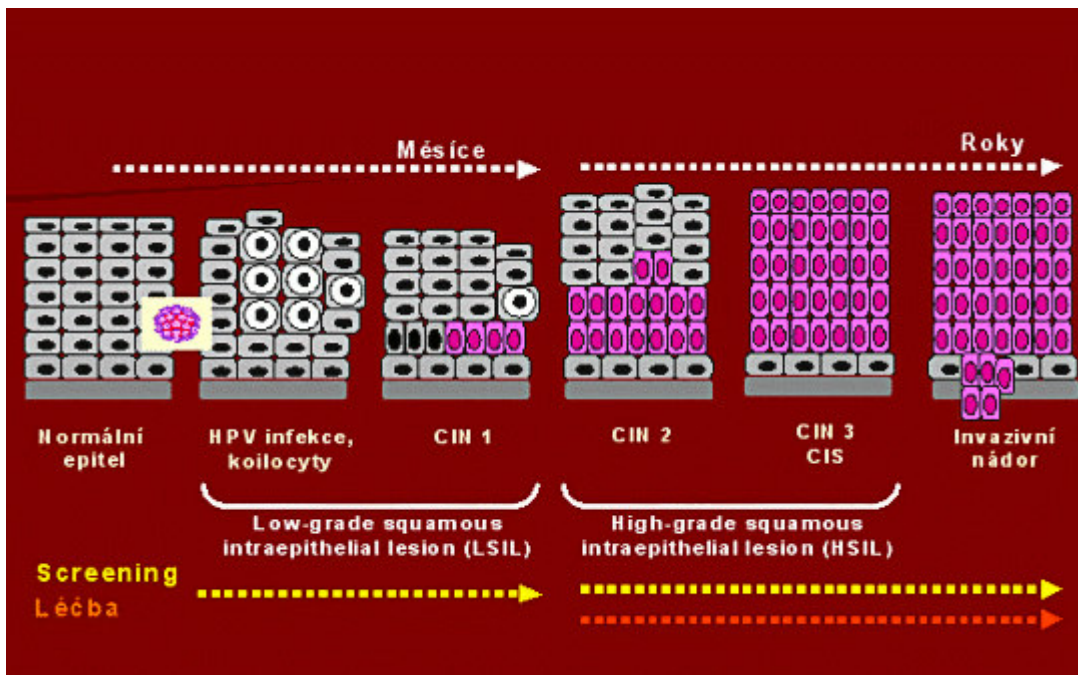 Měsíce
Roky
Normální
epitel
HPV infekce,
koilocyty
CIN 1
CIN 2
CIN 3
CIS
Invazivní
nádor
Low-grade squamous
intraepithelial lesion (LSIL)
High-grade squamous
intraepithelial lesion (HSIL)
Screening
Léčba